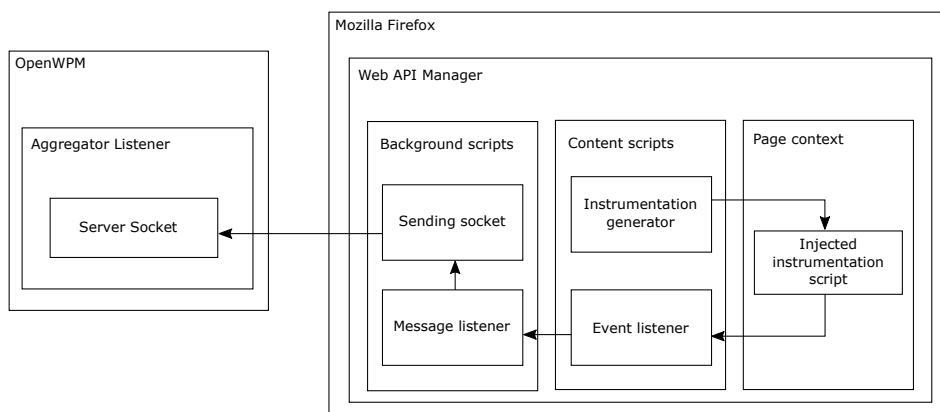 Mozilla Firefox
OpenWPM
Web API Manager
Aggregator Listener
Background scripts
Content scripts
Page context
Server Socket
Sending socket
Instrumentation
generator
Injected
instrumentation
script
Message listener
Event listener